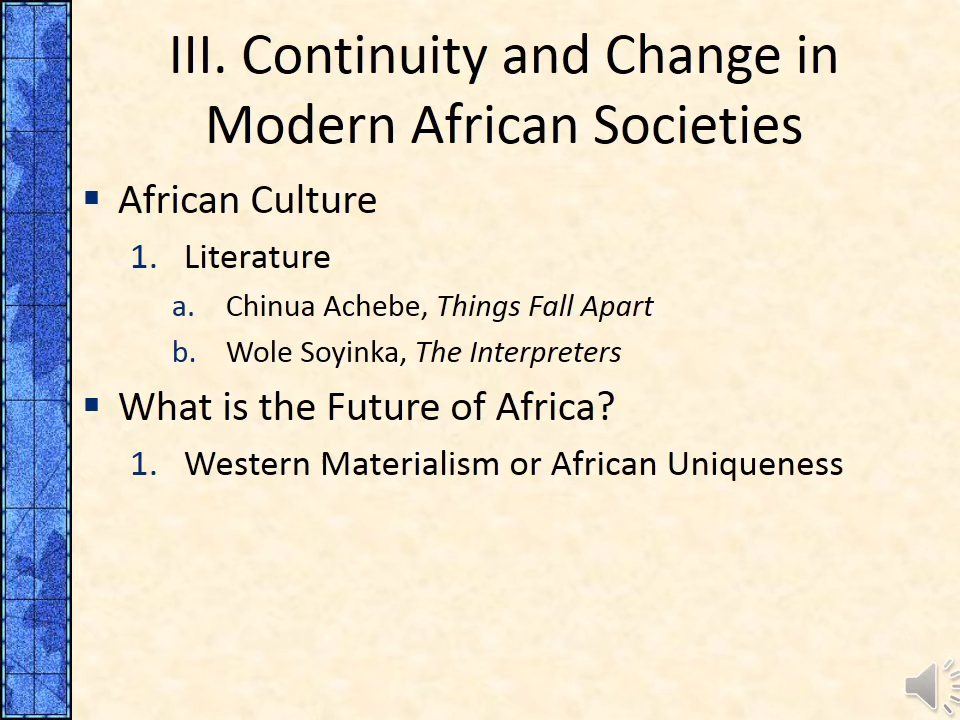 III. Continuity and Change in
Modern African Societies
▪ African Culture
1. Literature
a. Chinua Achebe, Things Fall Apart
b. Wole Soyinka, The Interpreters
▪ What is the Future of Africa?
1. Western Materialism or African Uniqueness